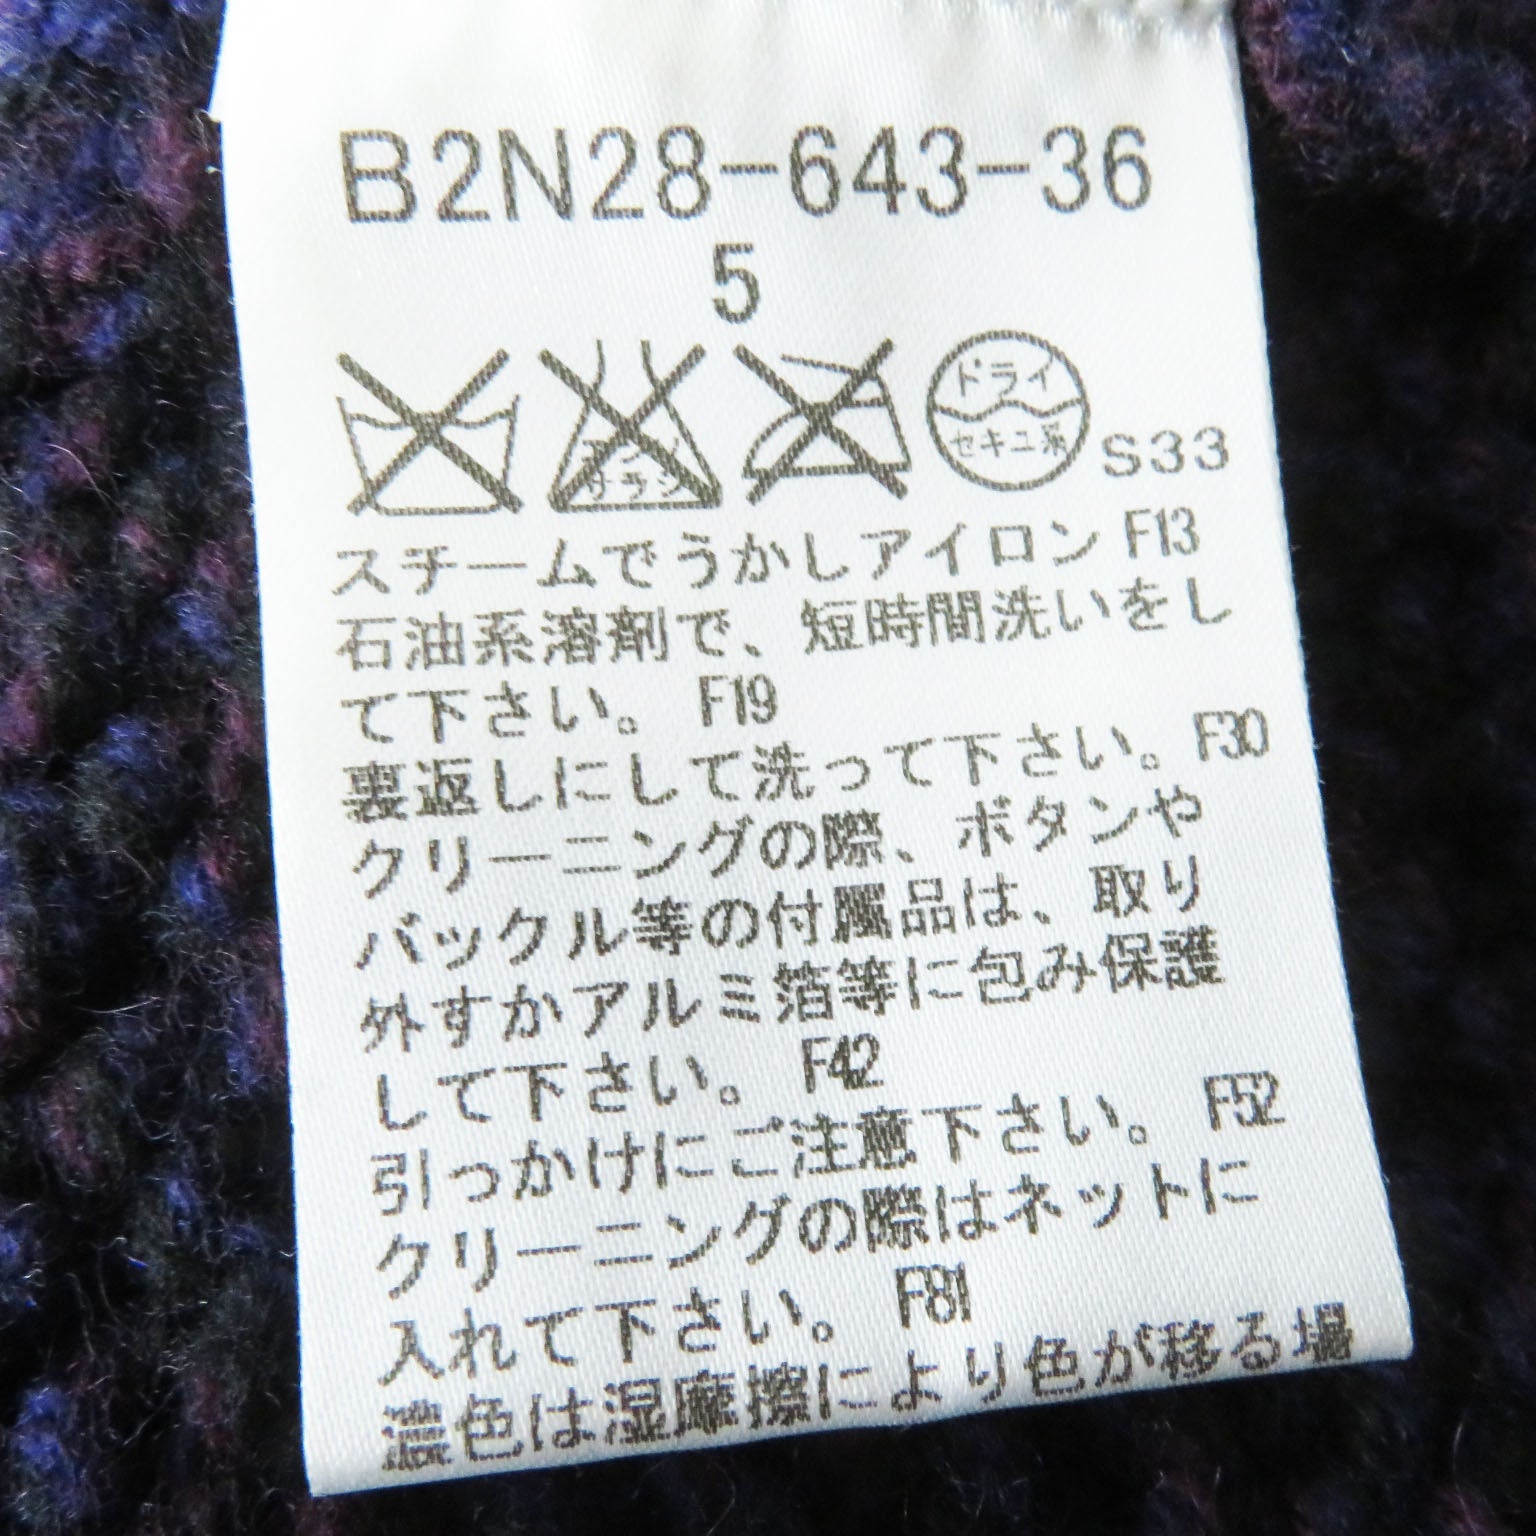 B2N28-643-36
5
エンソ
サラシ
ドライ
セキユ系
S33
スチームでうかしアイロン F13
石油系溶剤で、短時間洗いをし
て下さい。 F19
裏返しにして洗って下さい。F30
クリーニングの際、ボタンや
バックル等の付属品は、取り
外すかアルミ箔等に包み保護
して下さい。 F42
引っかけにご注意下さい。 F52
クリーニングの際はネットに
入れて下さい。 F81
濃色は湿摩擦により色が移る場